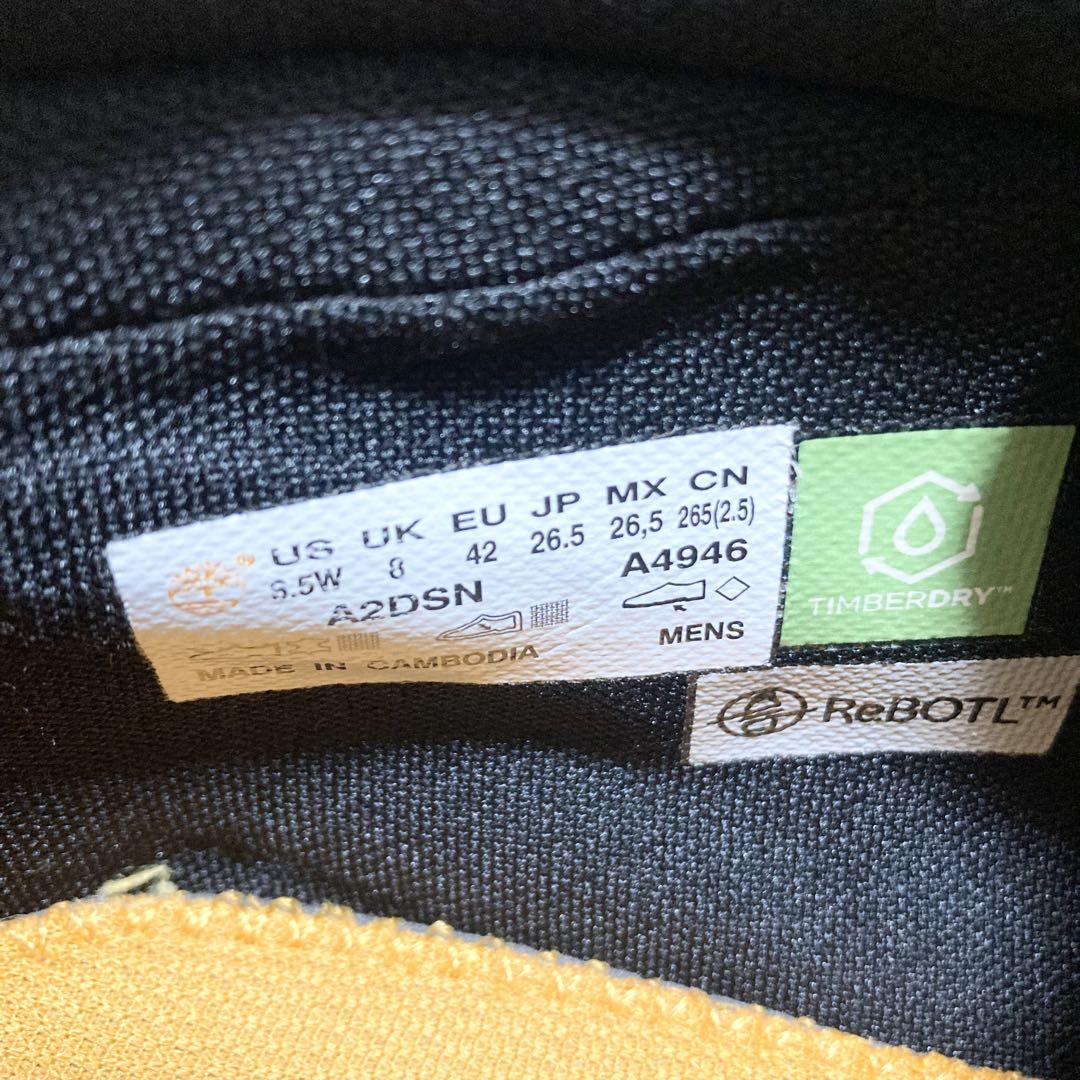 US UK EU JP MX CN
8.5W 8 42 26.5 26,5 265(2.5)
A2DSN A4946
MENS
MADE IN CAMBODIA
TIMBERDRY™
ReBOTL™